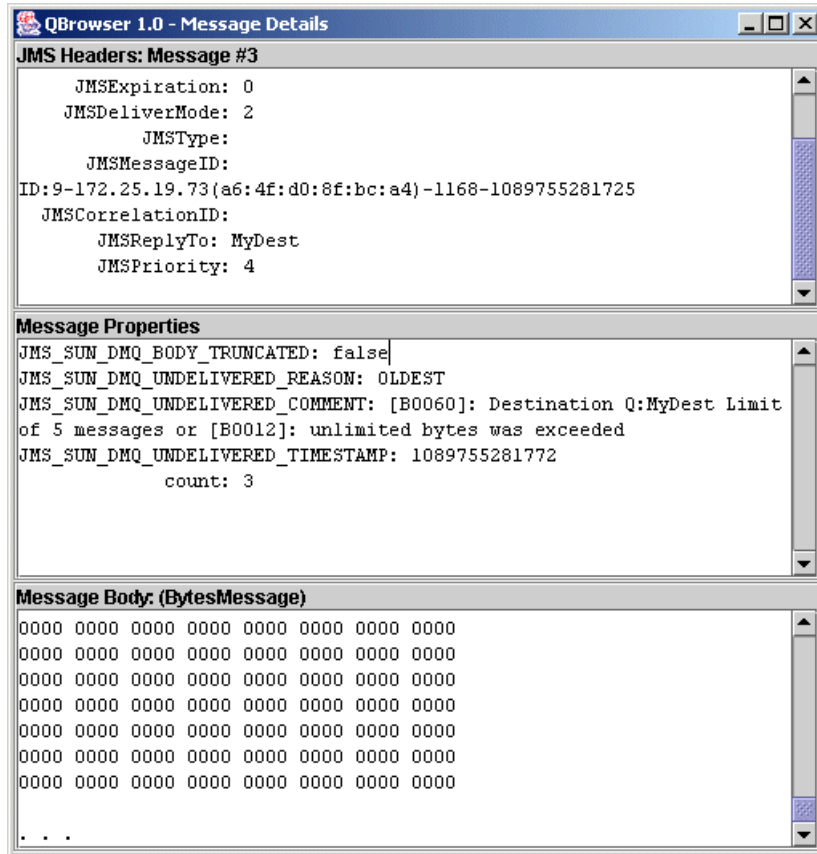 QBrowser 1.0 - Message Details
JMS Headers: Message #3
JMSExpiration: 0
JMSDeliverMode: 2
JMSType:
JMSMessageID:
ID:9-172.25.19.73(a6:4f:d0:8f:bc:a4)-1168-1089755281725
JMSCorrelationID:
JMSReplyTo: MyDest
JMSPriority: 4
Message Properties
JMS_SUN_DMQ_BODY_TRUNCATED: false
JMS_SUN_DMQ_UNDELIVERED_REASON: OLDEST
JMS_SUN_DMQ_UNDELIVERED_COMMENT: [B0060]: Destination Q:MyDest Limit
of 5 messages or [B0012]: unlimited bytes was exceeded
JMS_SUN_DMQ_UNDELIVERED_TIMESTAMP: 1089755281772
count: 3
Message Body: (BytesMessage)
0000 0000 0000 0000 0000 0000 0000 0000
0000 0000 0000 0000 0000 0000 0000 0000
0000 0000 0000 0000 0000 0000 0000 0000
0000 0000 0000 0000 0000 0000 0000 0000
0000 0000 0000 0000 0000 0000 0000 0000
0000 0000 0000 0000 0000 0000 0000 0000
0000 0000 0000 0000 0000 0000 0000 0000
. . .